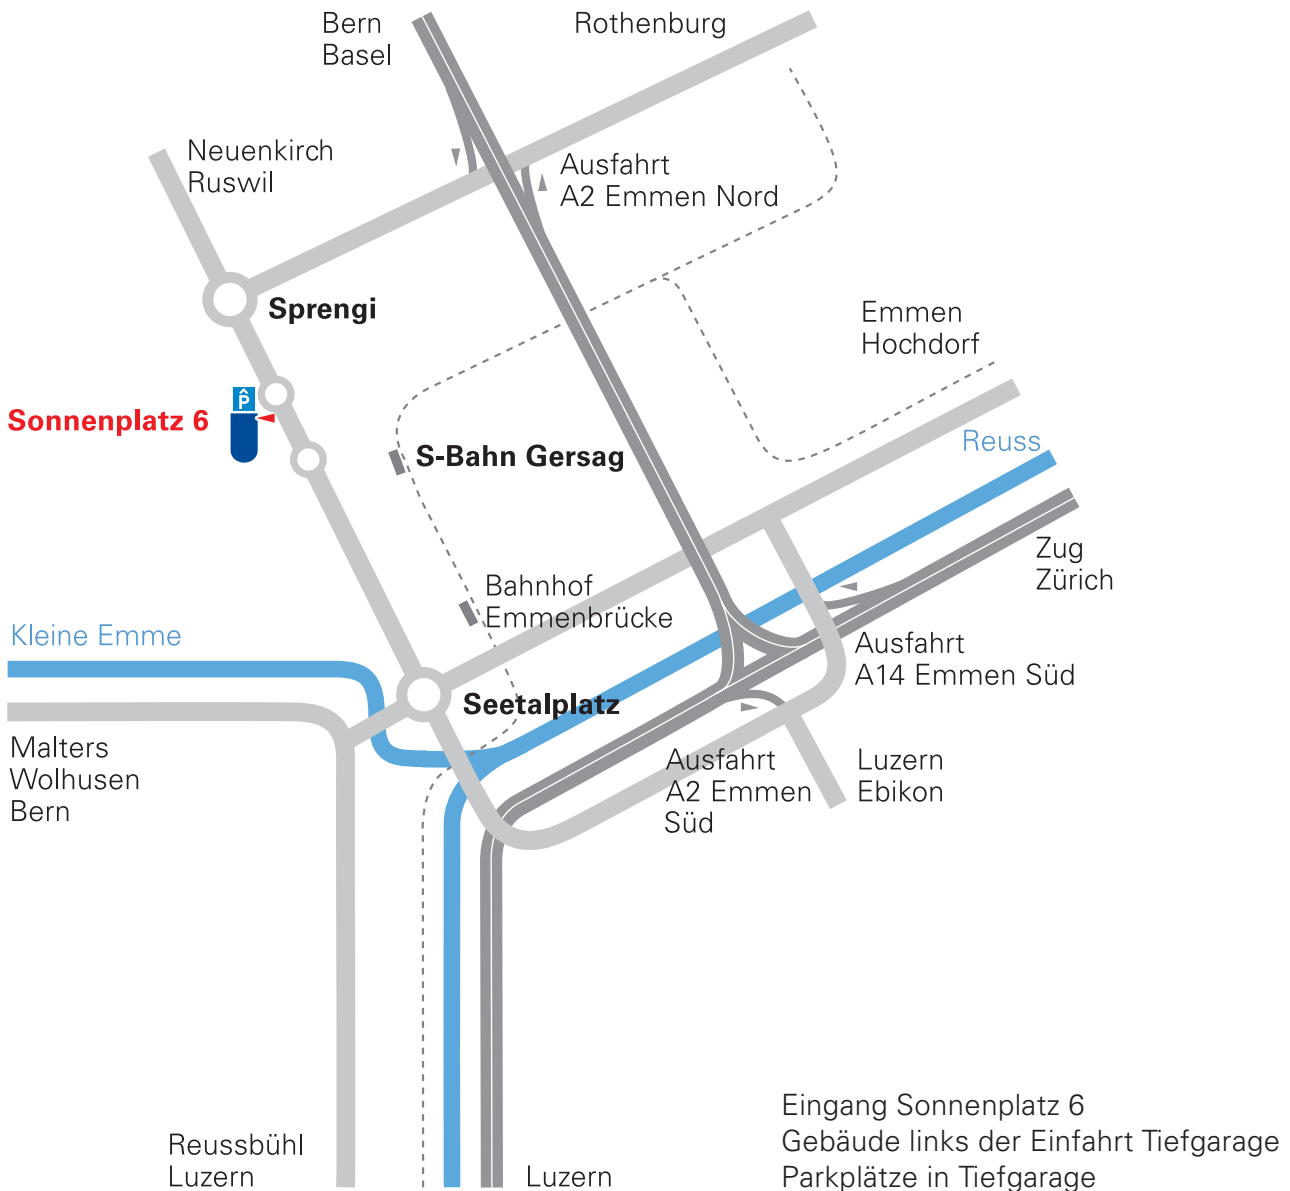 Bern
Basel
Rothenburg
Neuenkirch
Ruswil
Ausfahrt
A2 Emmen Nord
Sprengi
Emmen
Hochdorf
P
Sonnenplatz 6
S-Bahn Gersag
Reuss
Zug
Zürich
Bahnhof
Emmenbrücke
Kleine Emme
Ausfahrt
A14 Emmen Süd
Seetalplatz
Malters
Wolhusen
Bern
Ausfahrt
A2 Emmen
Süd
Luzern
Ebikon
Reussbühl
Luzern
Luzern
Eingang Sonnenplatz 6
Gebäude links der Einfahrt Tiefgarage
Parkplätze in Tiefgarage